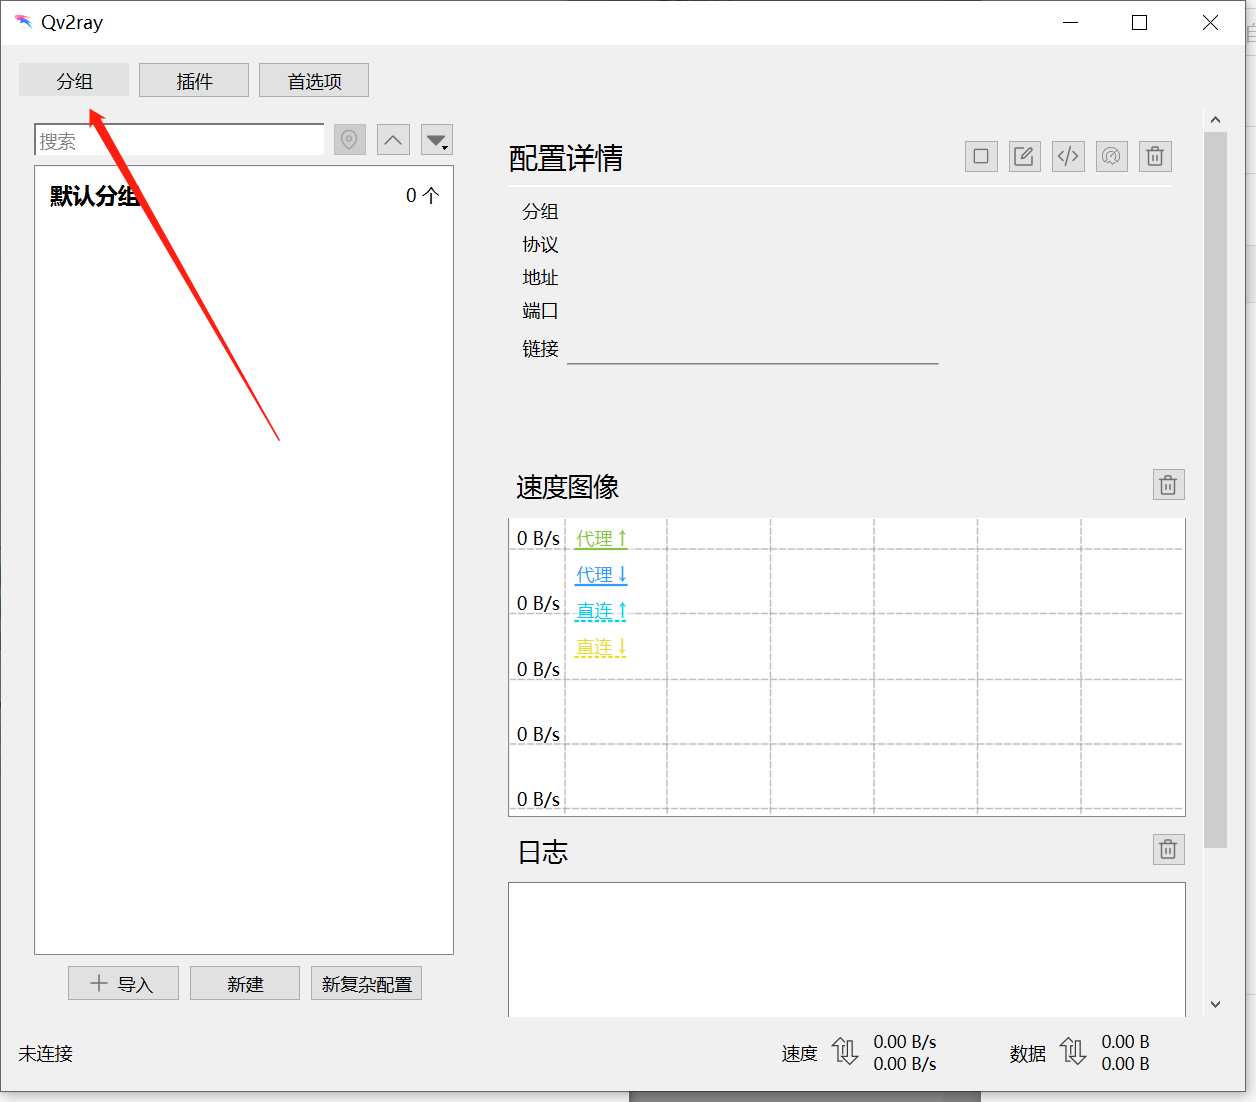 Qv2ray
分组
插件
首选项
搜索
默认分组
0 个
配置详情
分组
协议
地址
端口
链接
速度图像
0 B/s
代理 ↑
代理 ↓
0 B/s
直连 ↑
直连 ↓
0 B/s
0 B/s
0 B/s
日志
导入
新建
新复杂配置
未连接
速度
0.00 B/s
0.00 B/s
数据
0.00 B
0.00 B